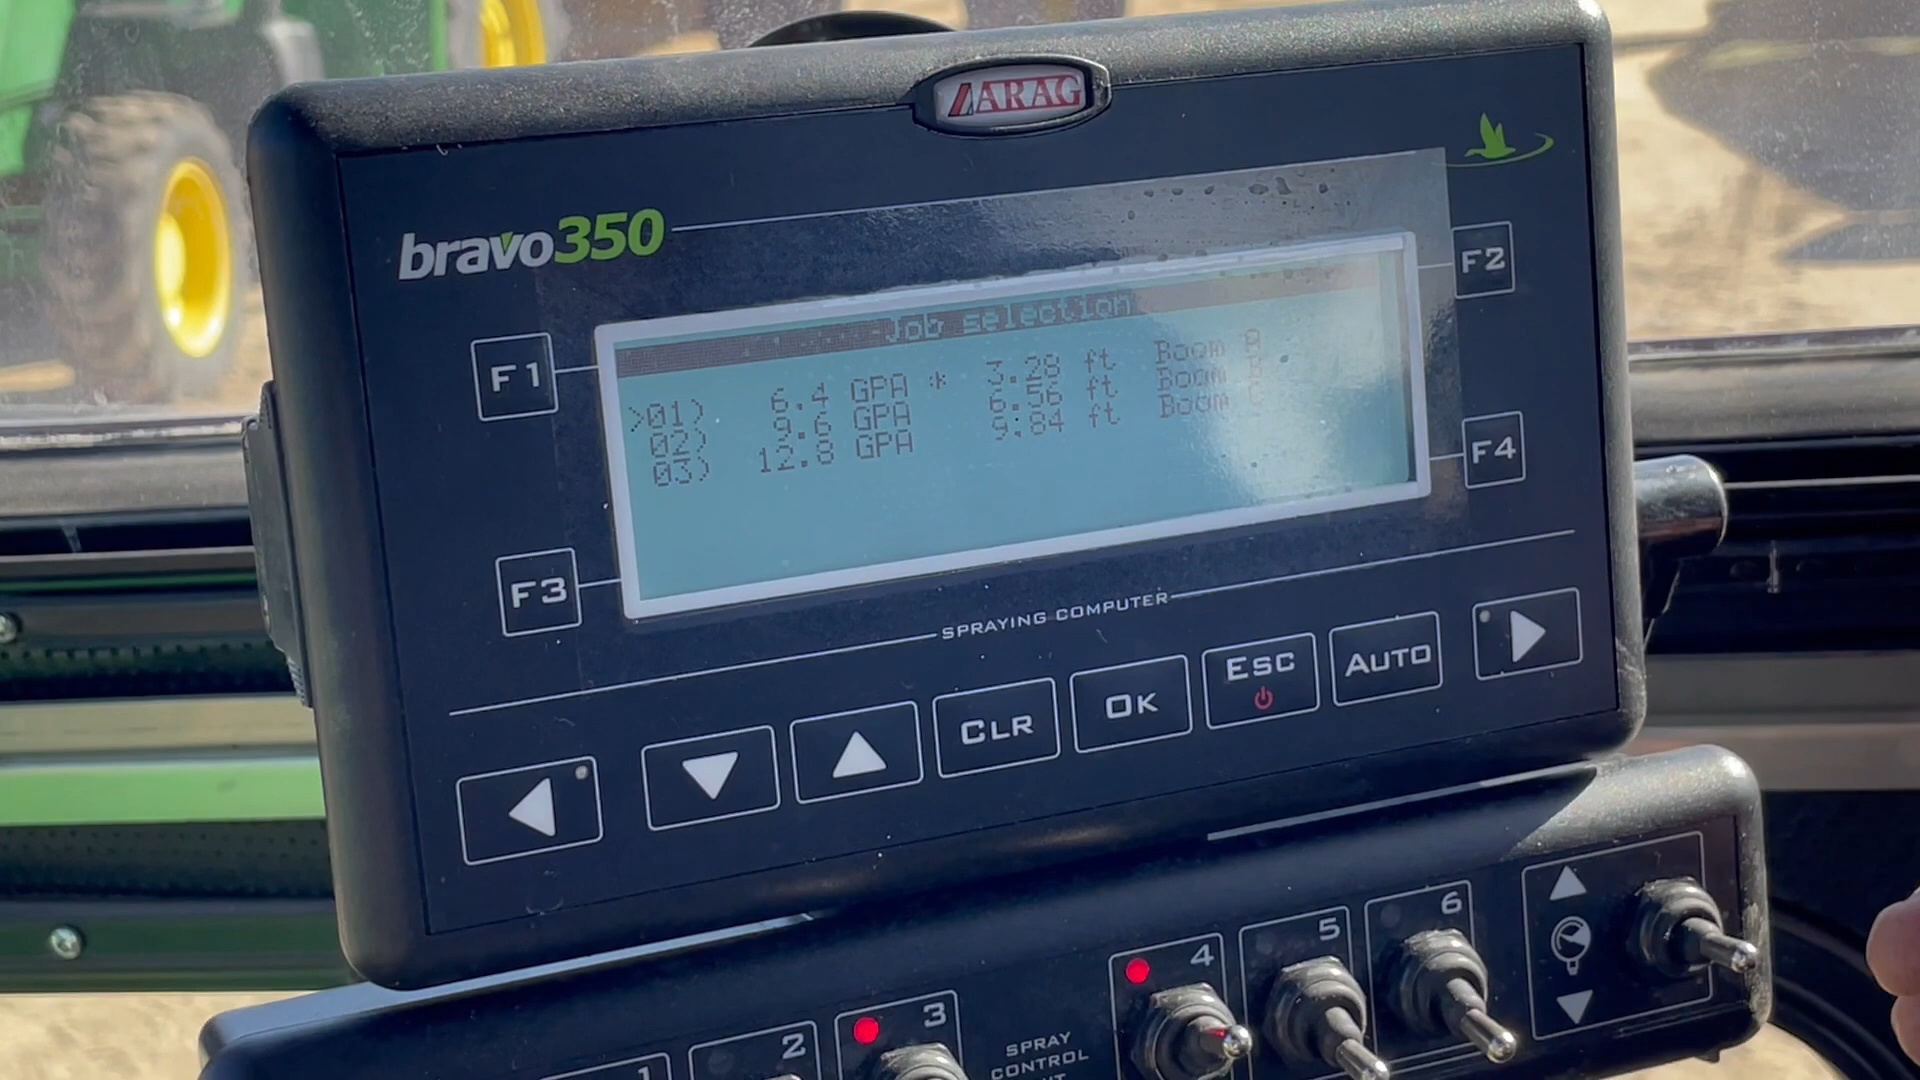 ARAG
bravo350
F1
F2
F3
F4
Job selection
>01) 6.4 GPA * 3.28 ft Boom A
02) 9.6 GPA 6.56 ft Boom B
03) 12.8 GPA 9.84 ft Boom C
SPRAYING COMPUTER
CLR
OK
ESC
AUTO
1
2
3
4
5
6
SPRAY
CONTROL